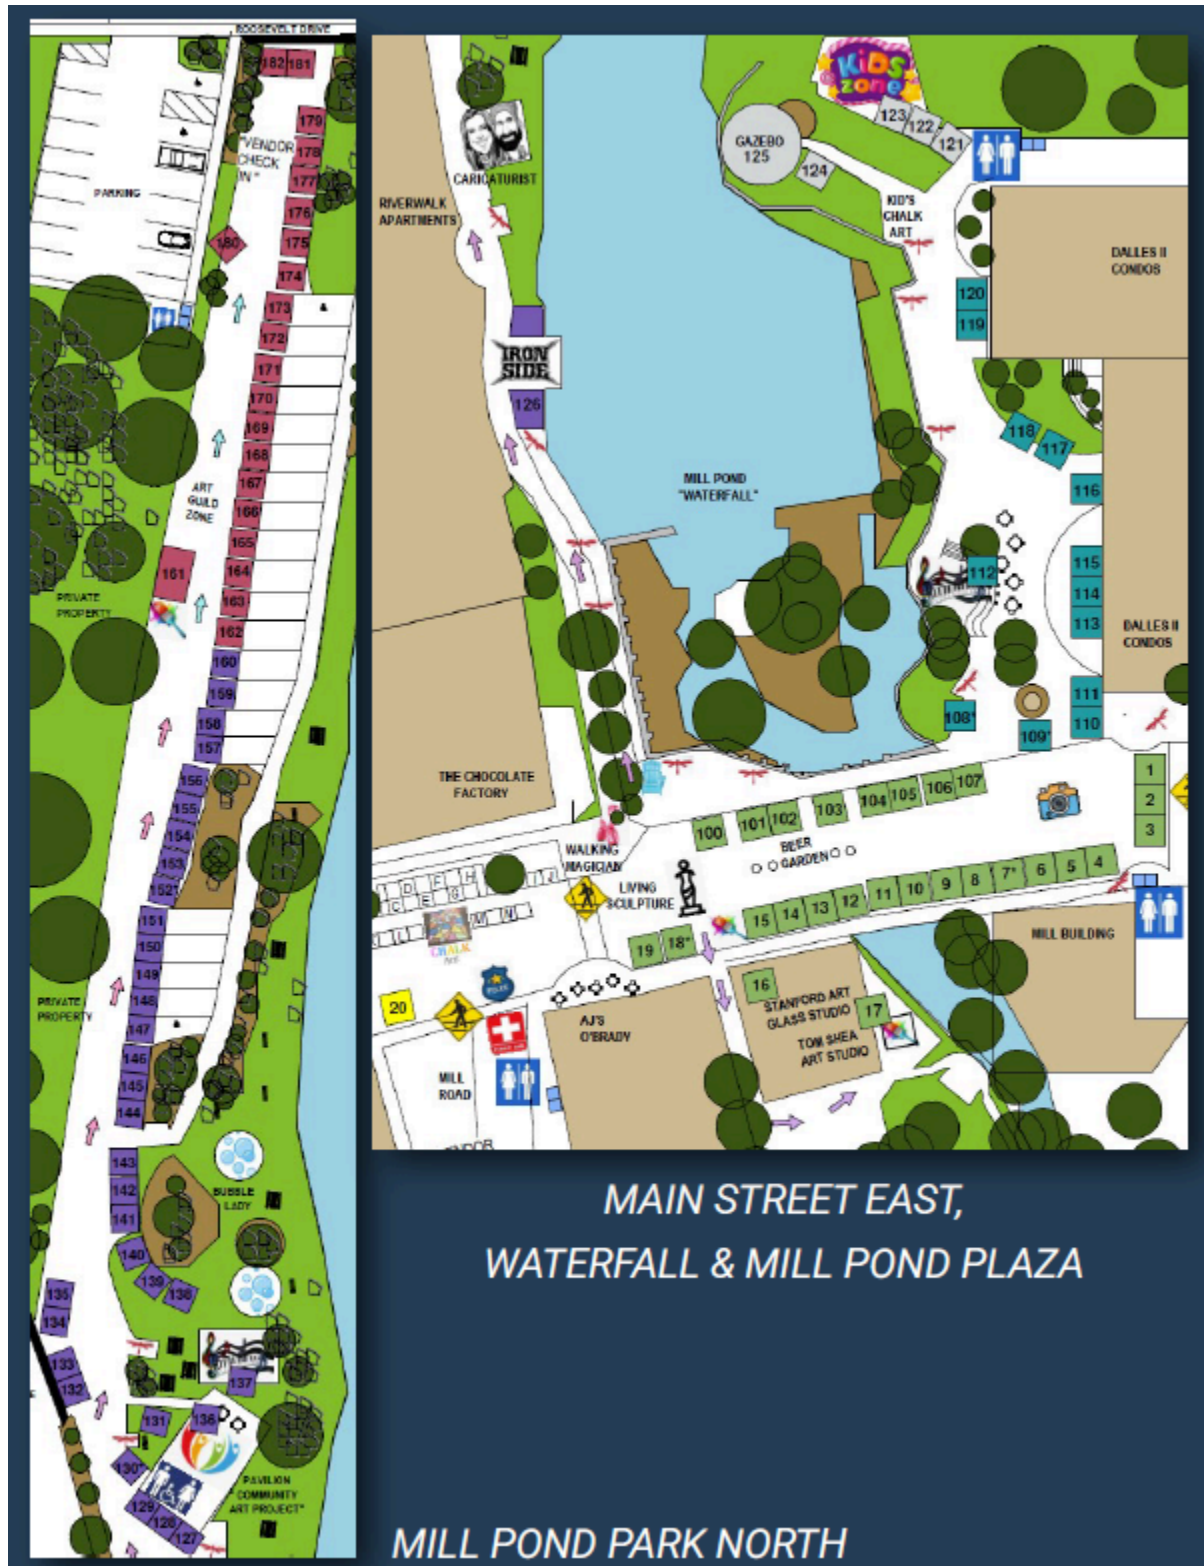 ROOSEVELT DRIVE
182 181
179
"VENDOR
CHECK
IN"
178
177
PARKING
176
180
175
174
173
172
171
170
169
168
167
ART
GUILD
ZONE
166
165
161
164
PRIVATE
PROPERTY
163
162
160
159
158
157
156
155
154
153
152*
151
150
149
PRIVATE
PROPERTY
148
147
146
145
144
143
142
BUBBLE
LADY
141
140
139
138
135
134
133
132
137
131
136
130*
PAVILION
"COMMUNITY
ART PROJECT"
129
128
127
KiDS
zone
123
122
121
GAZEBO
125
124
CARICATURIST
RIVERWALK
APARTMENTS
KID'S
CHALK
ART
DALLES II
CONDOS
120
119
IRON
SIDE
126
118
117
MILL POND
"WATERFALL"
116
112
115
114
113
DALLES II
CONDOS
111
108*
110
109*
THE CHOCOLATE
FACTORY
1
2
3
100
101
102
103
104
105
106
107
BEER
GARDEN
WALKING
MAGICIAN
LIVING
SCULPTURE
D F H
C E G I J
L M N
CHALK
4
5
6
7*
8
9
10
11
12
13
14
15
19
18*
MILL BUILDING
20
16
STANFORD ART
GLASS STUDIO
17
TOM SHEA
ART STUDIO
AJ'S
O'BRADY
MILL
ROAD
MAIN STREET EAST,
WATERFALL & MILL POND PLAZA
MILL POND PARK NORTH